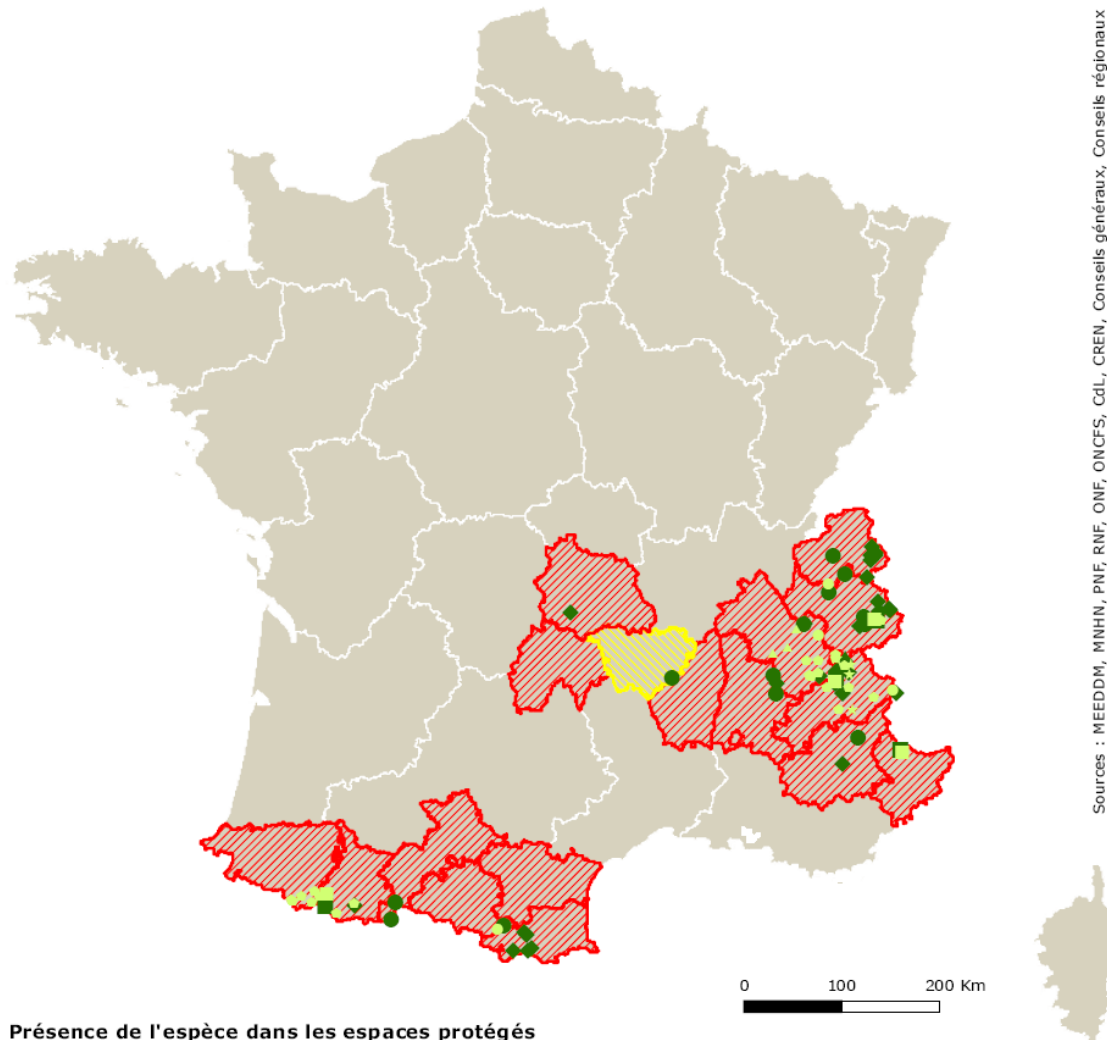 Sources : MEEDDM, MNHN, PNF, RNF, ONF, ONCFS, CdL, CREN, Conseils généraux, Conseils régionaux
0 100 200 Km
Présence de l'espèce dans les espaces protégés